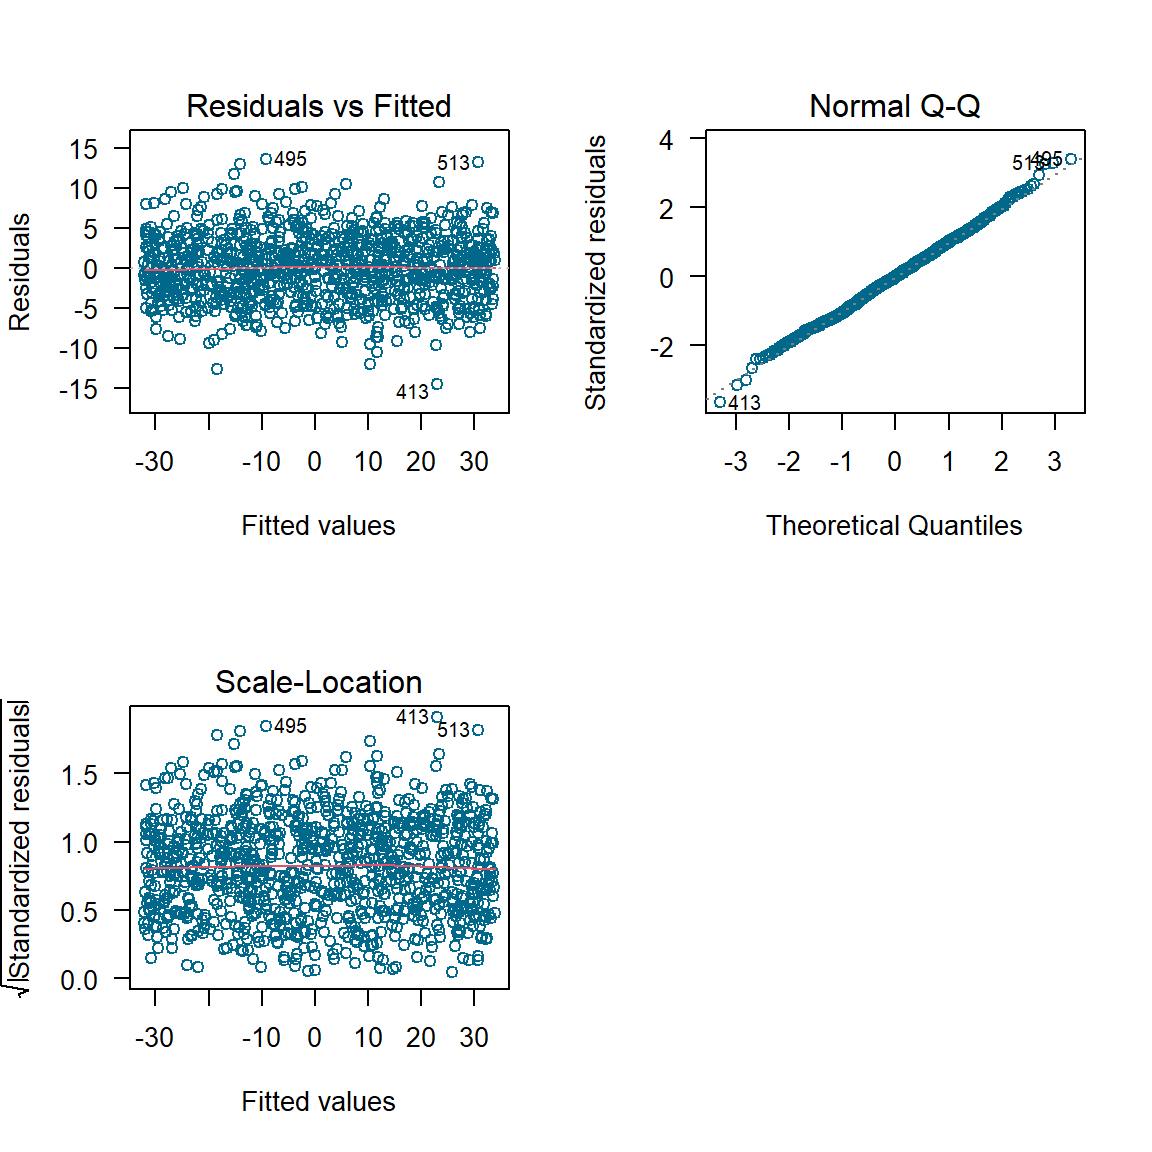 Residuals vs Fitted
Residuals
15
10
5
0
-5
-10
-15
495
513
413
-30 -10 0 10 20 30
Fitted values
Normal Q-Q
Standardized residuals
4
2
0
-2
513 495
413
-3 -2 -1 0 1 2 3
Theoretical Quantiles
Scale-Location
√|Standardized residuals|
1.5
1.0
0.5
0.0
495
413
513
-30 -10 0 10 20 30
Fitted values